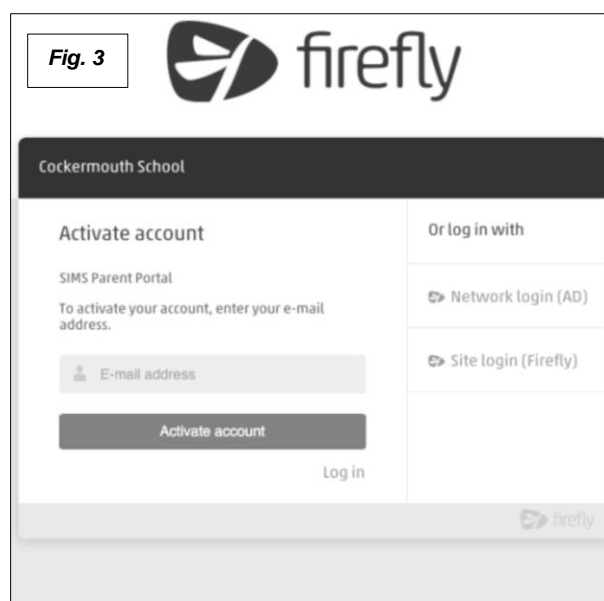 Fig. 3
firefly
Cockermouth School
Activate account
SIMS Parent Portal
To activate your account, enter your e-mail
address.
E-mail address
Activate account
Log in
Or log in with
Network login (AD)
Site login (Firefly)
firefly